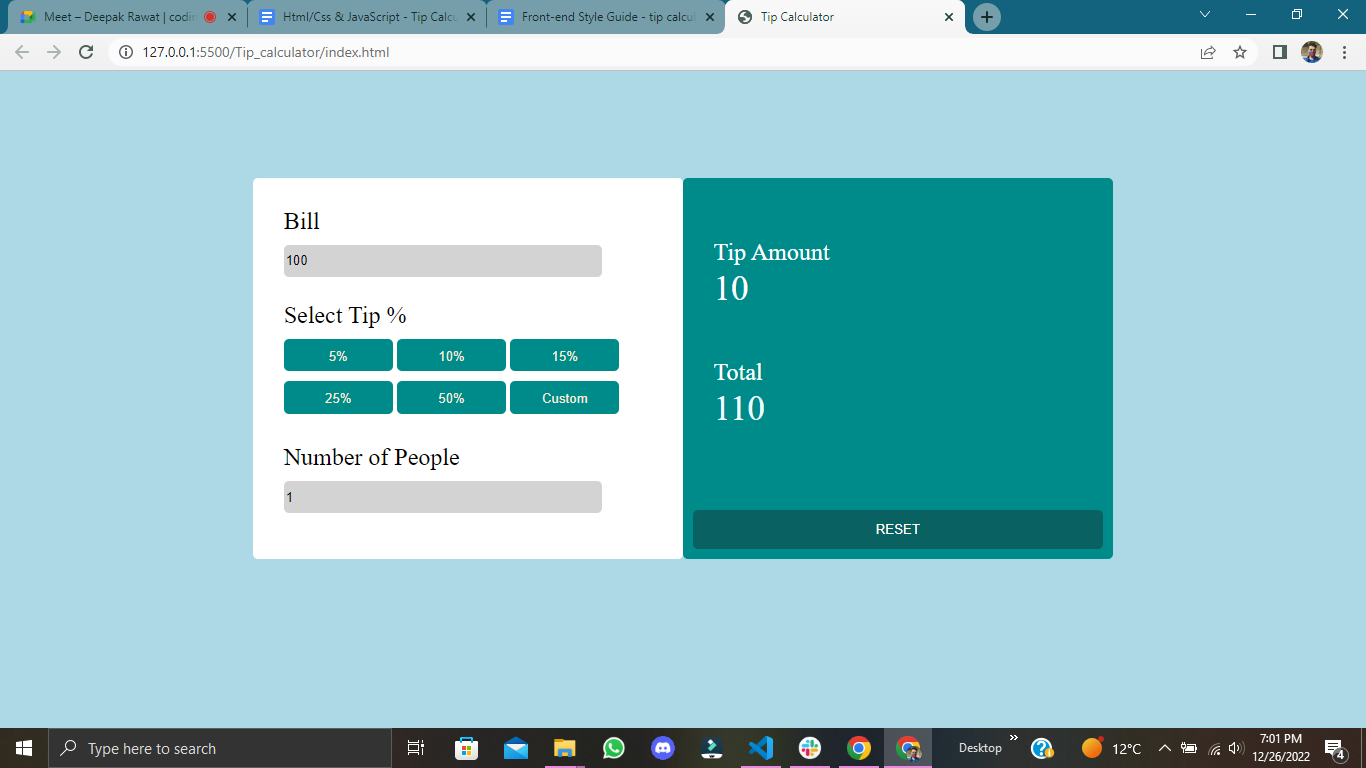 Meet – Deepak Rawat | codin
Html/Css & JavaScript - Tip Calcu
Front-end Style Guide - tip calcul
Tip Calculator
127.0.0.1:5500/Tip_calculator/index.html
Bill
100
Select Tip %
5% 10% 15%
25% 50% Custom
Number of People
1
Tip Amount
10
Total
110
RESET
Type here to search
Desktop
12°C
7:01 PM
12/26/2022
4